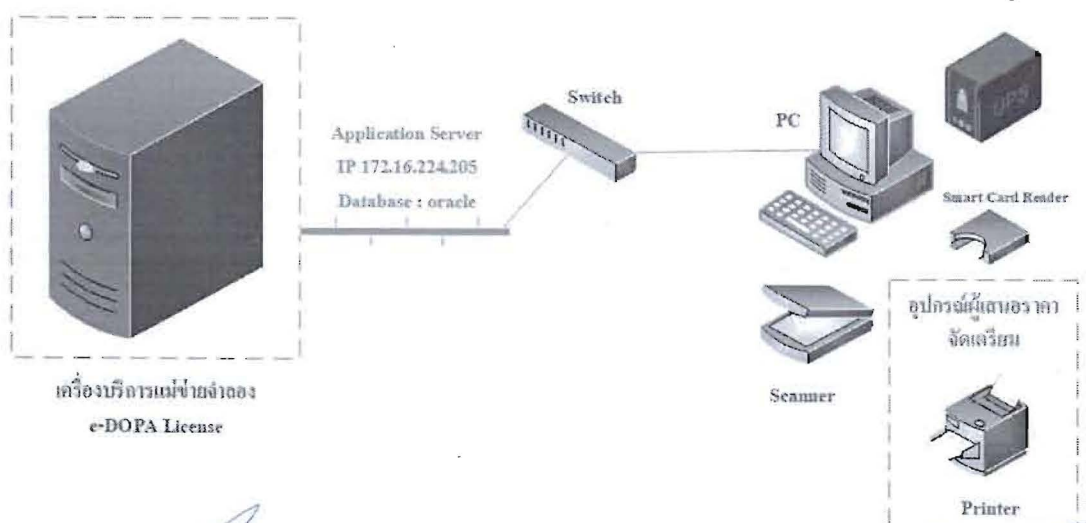 Application Server
IP 172.16.224.205
Database : oracle
Switch
PC
UPS
Smart Card Reader
Scanner
อุปกรณ์ผู้เสนอราคา
จัดเตรียม
Printer
เครื่องบริการแม่ข่ายจำลอง
e-DOPA License